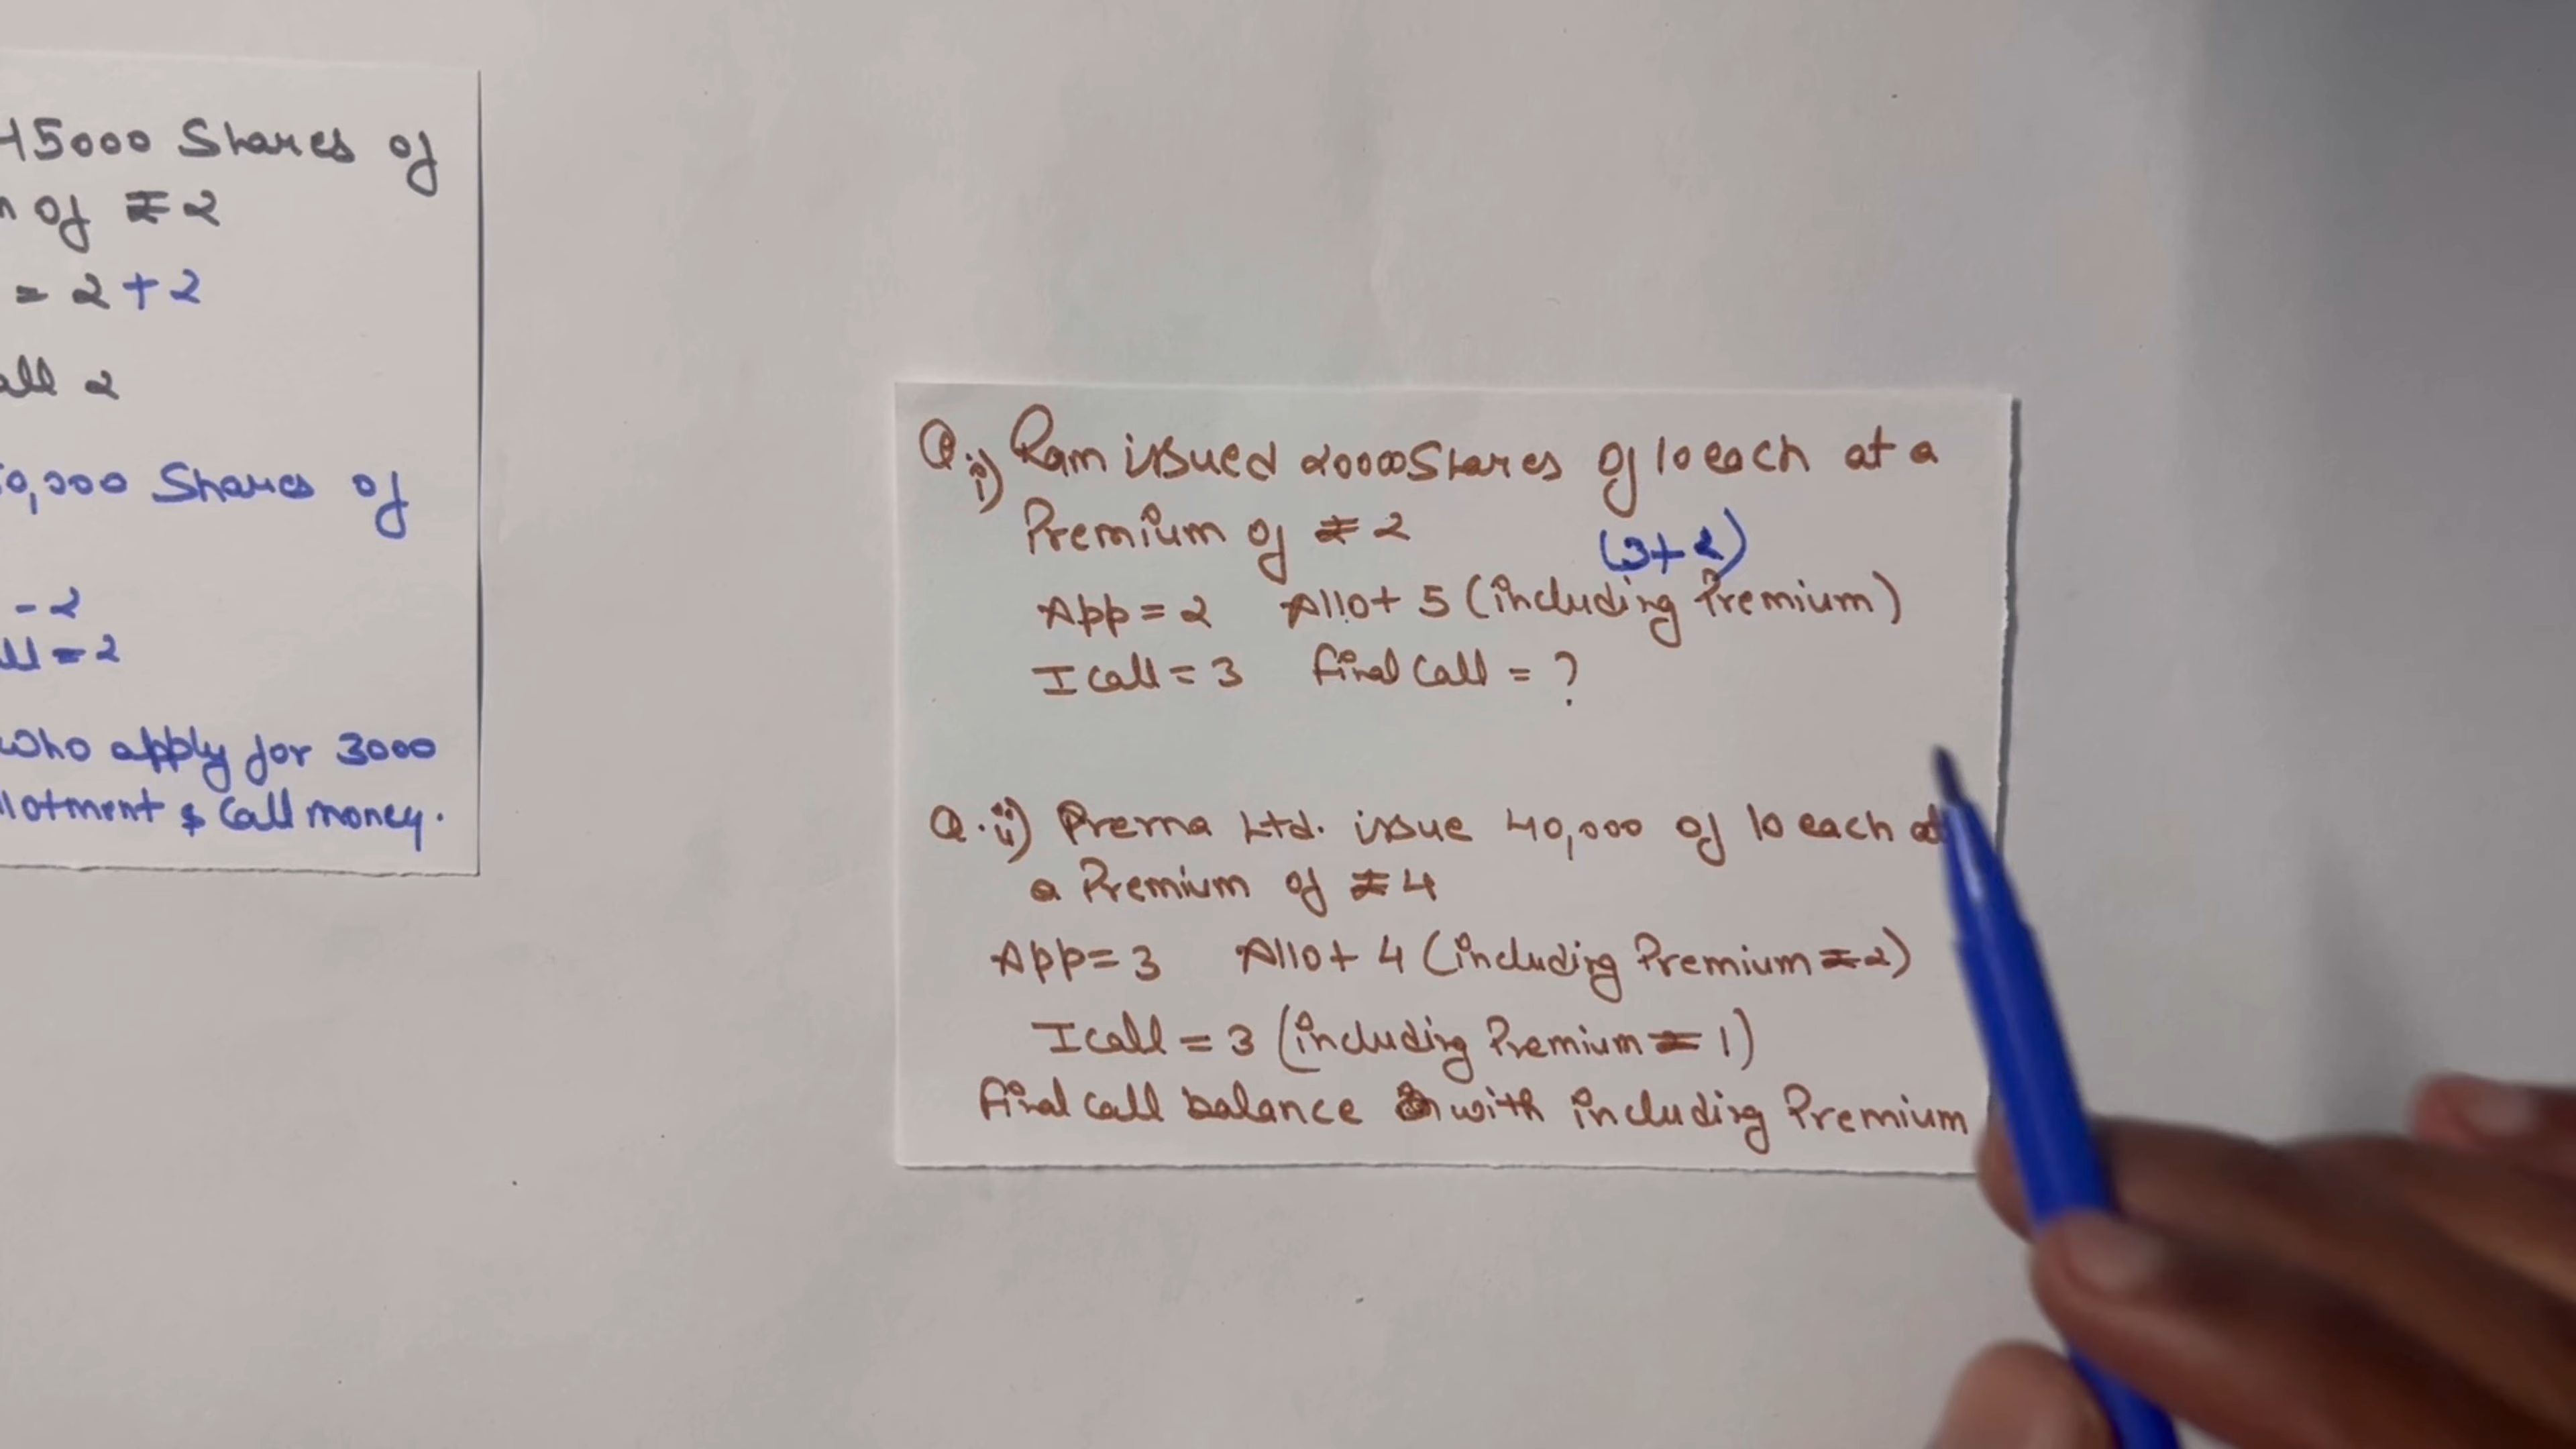 45000 Shares of
of ₹2
= 2+2
all 2
0,000 Shares of
-2
ll=2
who apply for 3000
lotment & Call money.
Q.i) Ram issued 20000 Shares of 10 each at a
Premium of ₹2
(3+2)
App=2 Allot 5 (including Premium)
I call=3 final call = ?
Q.ii) Prerna Ltd. issue 40,000 of 10 each at
a Premium of ₹4
App=3 Allot 4 (including Premium ₹2)
I call = 3 (including Premium ₹ 1)
final call balance with including Premium